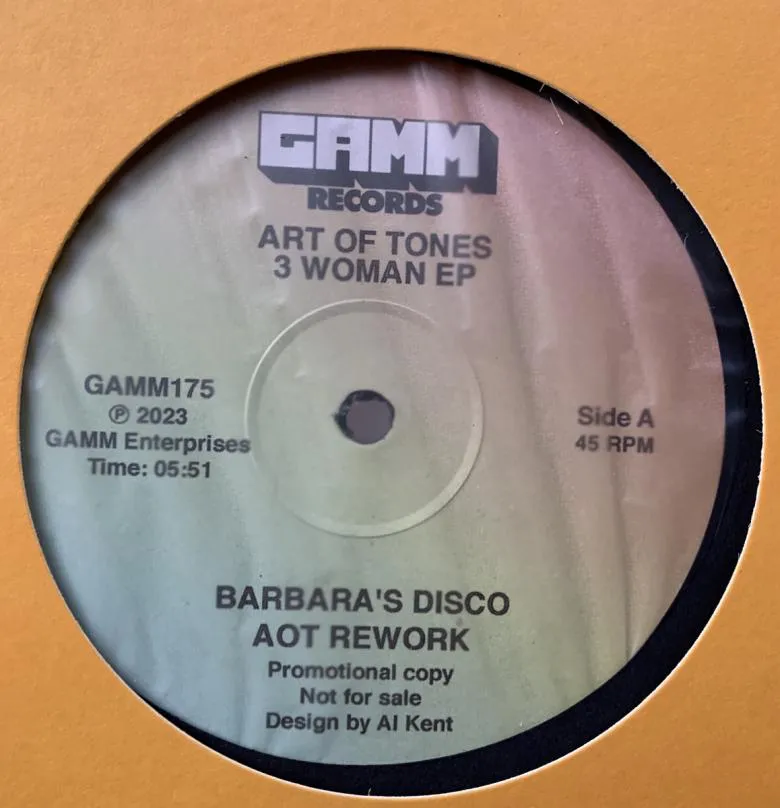 GAMM
RECORDS
ART OF TONES
3 WOMAN EP
GAMM175
℗ 2023
GAMM Enterprises
Time: 05:51
Side A
45 RPM
BARBARA'S DISCO
AOT REWORK
Promotional copy
Not for sale
Design by Al Kent